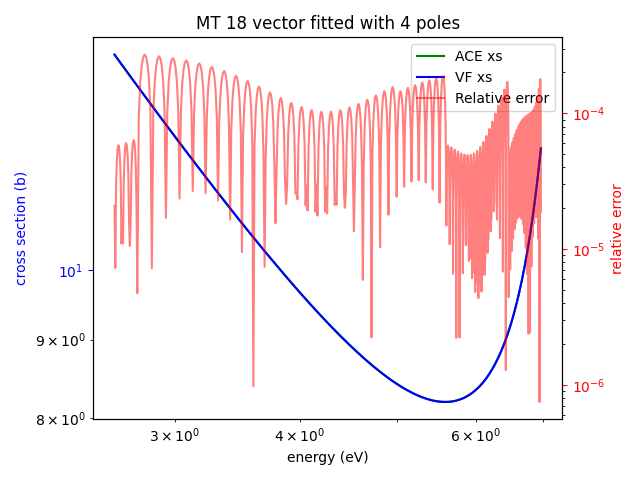 MT 18 vector fitted with 4 poles
ACE xs
VF xs
Relative error
cross section (b)
10¹
9 × 10⁰
8 × 10⁰
10⁻⁴
10⁻⁵
10⁻⁶
relative error
3 × 10⁰
4 × 10⁰
6 × 10⁰
energy (eV)